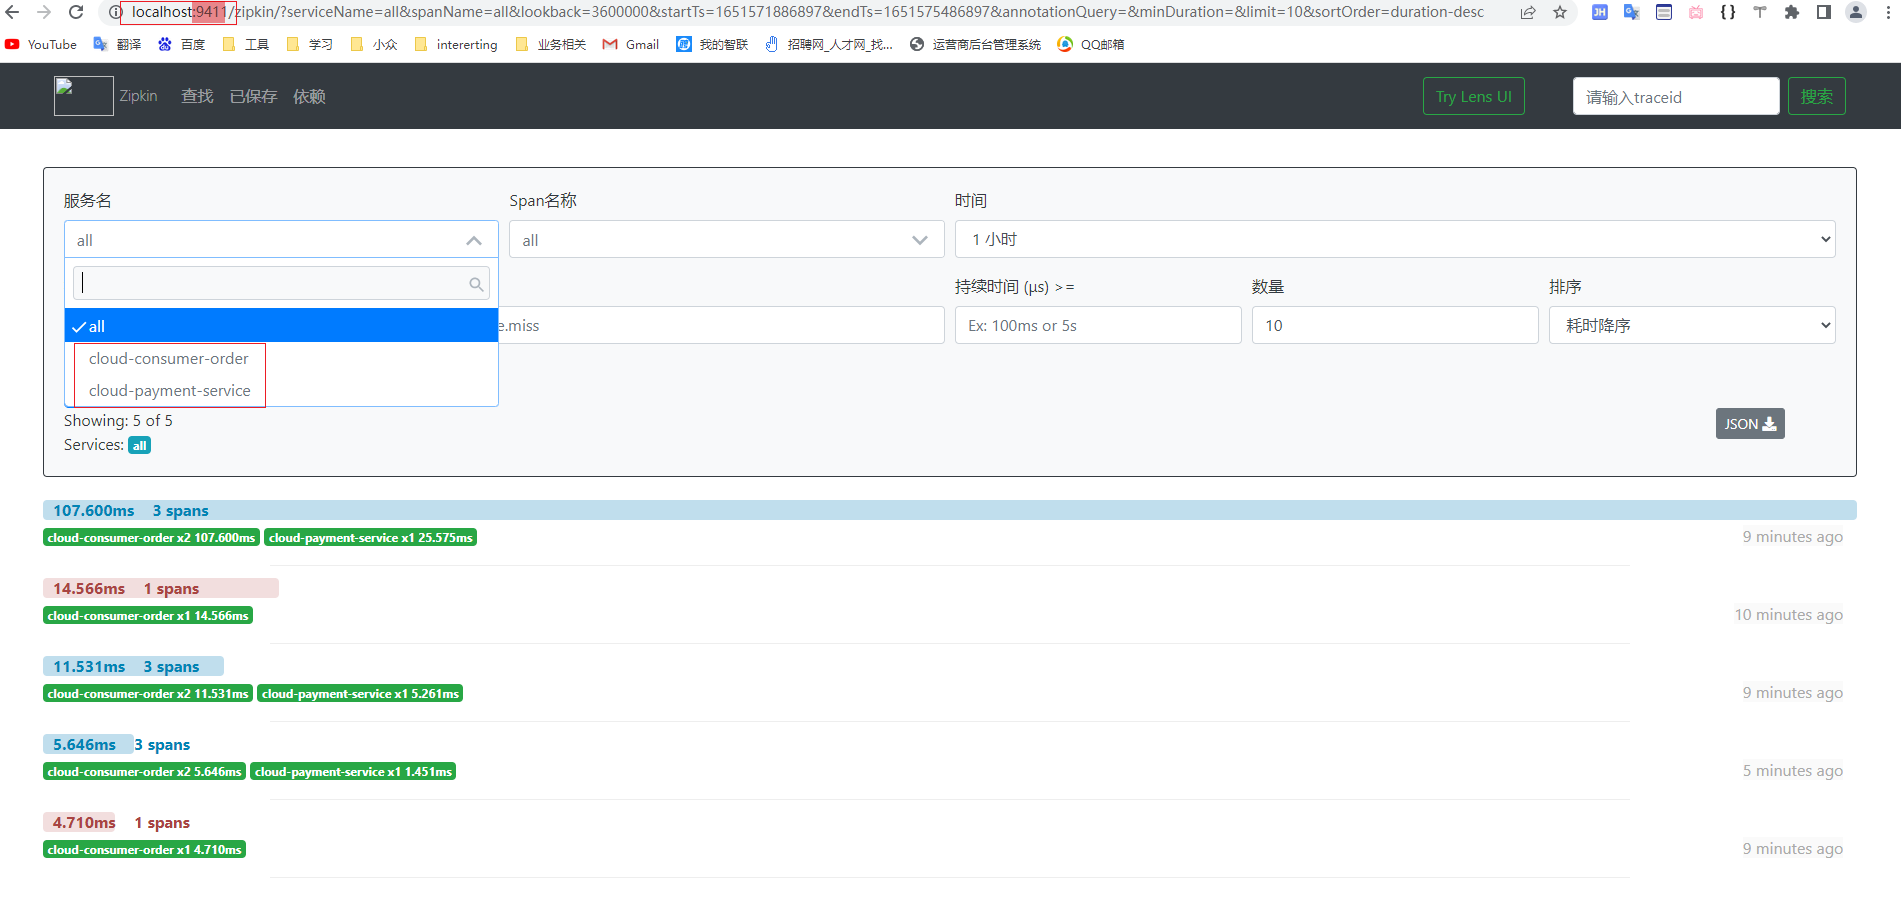 localhost:9411/zipkin/?serviceName=all&spanName=all&lookback=3600000&startTs=1651571886897&endTs=1651575486897&annotationQuery=&minDuration=&limit=10&sortOrder=duration-desc
YouTube 翻译 百度 工具 学习 小众 intererting 业务相关 Gmail 我的智联 招聘网_人才网_找... 运营商后台管理系统 QQ邮箱
Zipkin 查找 已保存 依赖 Try Lens UI 请输入traceid 搜索
服务名 Span名称 时间
all all 1 小时
持续时间 (μs) >= 数量 排序
all e.miss Ex: 100ms or 5s 10 耗时降序
cloud-consumer-order
cloud-payment-service
Showing: 5 of 5
JSON
Services: all
107.600ms 3 spans
cloud-consumer-order x2 107.600ms cloud-payment-service x1 25.575ms 9 minutes ago
14.566ms 1 spans
cloud-consumer-order x1 14.566ms 10 minutes ago
11.531ms 3 spans
cloud-consumer-order x2 11.531ms cloud-payment-service x1 5.261ms 9 minutes ago
5.646ms 3 spans
cloud-consumer-order x2 5.646ms cloud-payment-service x1 1.451ms 5 minutes ago
4.710ms 1 spans
cloud-consumer-order x1 4.710ms 9 minutes ago